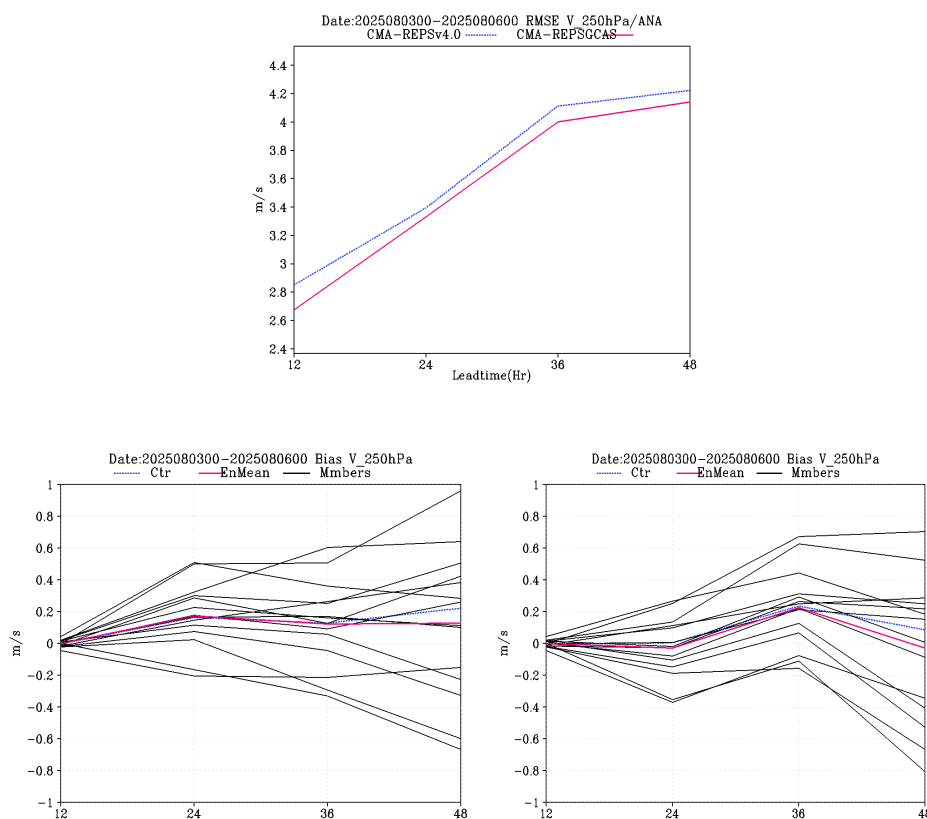 Date:2025080300-2025080600 RMSE V_250hPa/ANA
CMA-REPSv4.0 CMA-REPSGCAS
4.4
4.2
4
3.8
3.6
3.4
3.2
3
2.8
2.6
2.4
m/s
12 24 36 48
Leadtime(Hr)
Date:2025080300-2025080600 Bias V_250hPa
Ctr EnMean Mmbers
1
0.8
0.6
0.4
0.2
0
-0.2
-0.4
-0.6
-0.8
-1
m/s
12 24 36 48
Date:2025080300-2025080600 Bias V_250hPa
Ctr EnMean Mmbers
1
0.8
0.6
0.4
0.2
0
-0.2
-0.4
-0.6
-0.8
-1
m/s
12 24 36 48